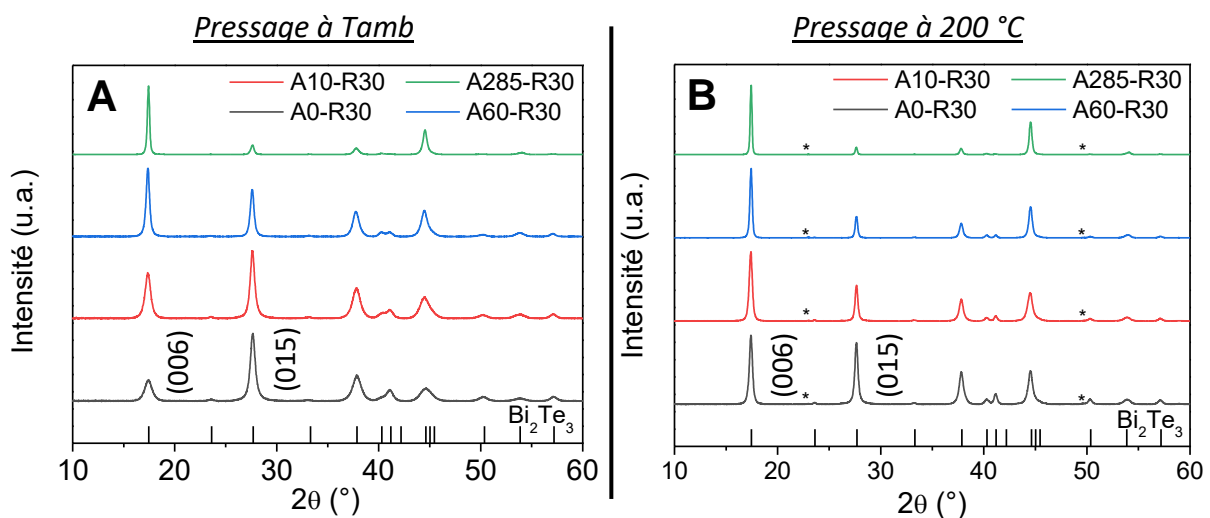 Pressage à Tamb
Pressage à 200 °C
A
A10-R30
A285-R30
A0-R30
A60-R30
(006)
(015)
Bi₂Te₃
Intensité (u.a.)
10 20 30 40 50 60
2θ (°)
B
A10-R30
A285-R30
A0-R30
A60-R30
* *
* *
* *
(006)
(015)
* *
Bi₂Te₃
Intensité (u.a.)
10 20 30 40 50 60
2θ (°)